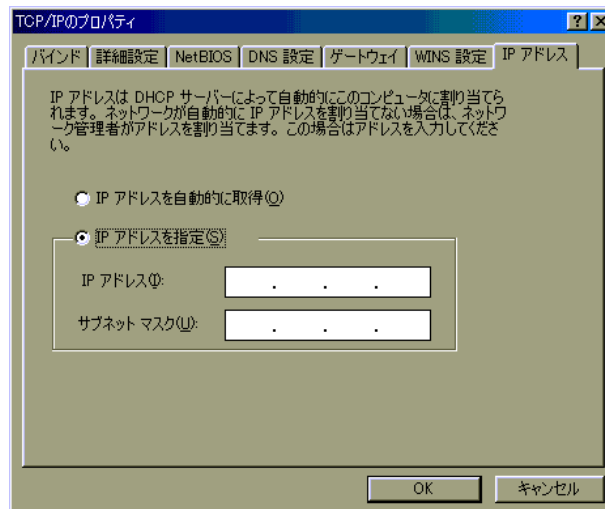 TCP/IPのプロパティ
バインド 詳細設定 NetBIOS DNS 設定 ゲートウェイ WINS 設定 IP アドレス
IP アドレスは DHCP サーバーによって自動的にこのコンピュータに割り当てら
れます。ネットワークが自動的に IP アドレスを割り当てない場合は、ネットワ
ーク管理者がアドレスを割り当てます。この場合はアドレスを入力してくださ
い。
IP アドレスを自動的に取得(O)
IP アドレスを指定(S)
IP アドレス(I):
サブネット マスク(U):
OK キャンセル